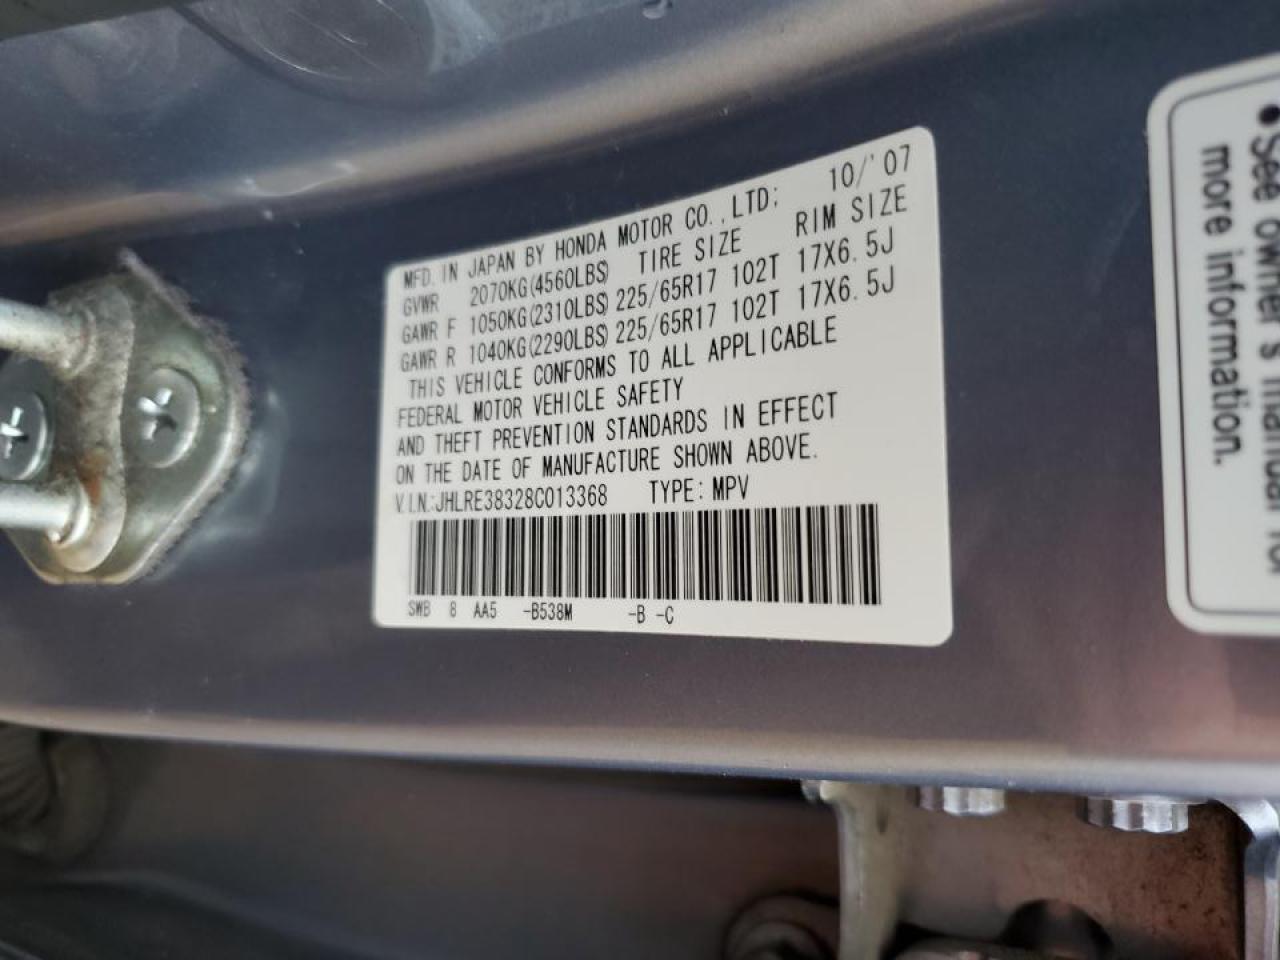 MFD. IN JAPAN BY HONDA MOTOR CO., LTD: 10/'07
GVWR 2070KG(4560LBS) TIRE SIZE RIM SIZE
GAWR F 1050KG(2310LBS) 225/65R17 102T 17X6.5J
GAWR R 1040KG(2290LBS) 225/65R17 102T 17X6.5J
THIS VEHICLE CONFORMS TO ALL APPLICABLE
FEDERAL MOTOR VEHICLE SAFETY
AND THEFT PREVENTION STANDARDS IN EFFECT
ON THE DATE OF MANUFACTURE SHOWN ABOVE.
V.I.N.:JHLRE38328C013368 TYPE: MPV
SWB 8 AA5 -B538M -B -C
•See owner's manual for
more information.